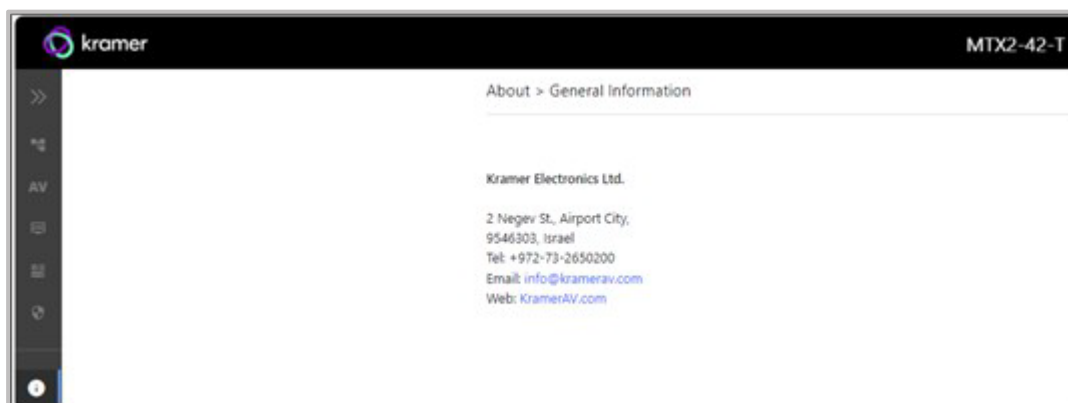 kramer
MTX2-42-T
About > General Information
AV
Kramer Electronics Ltd.
2 Negev St., Airport City,
9546303, Israel
Tel: +972-73-2650200
Email: info@kramerav.com
Web: KramerAV.com